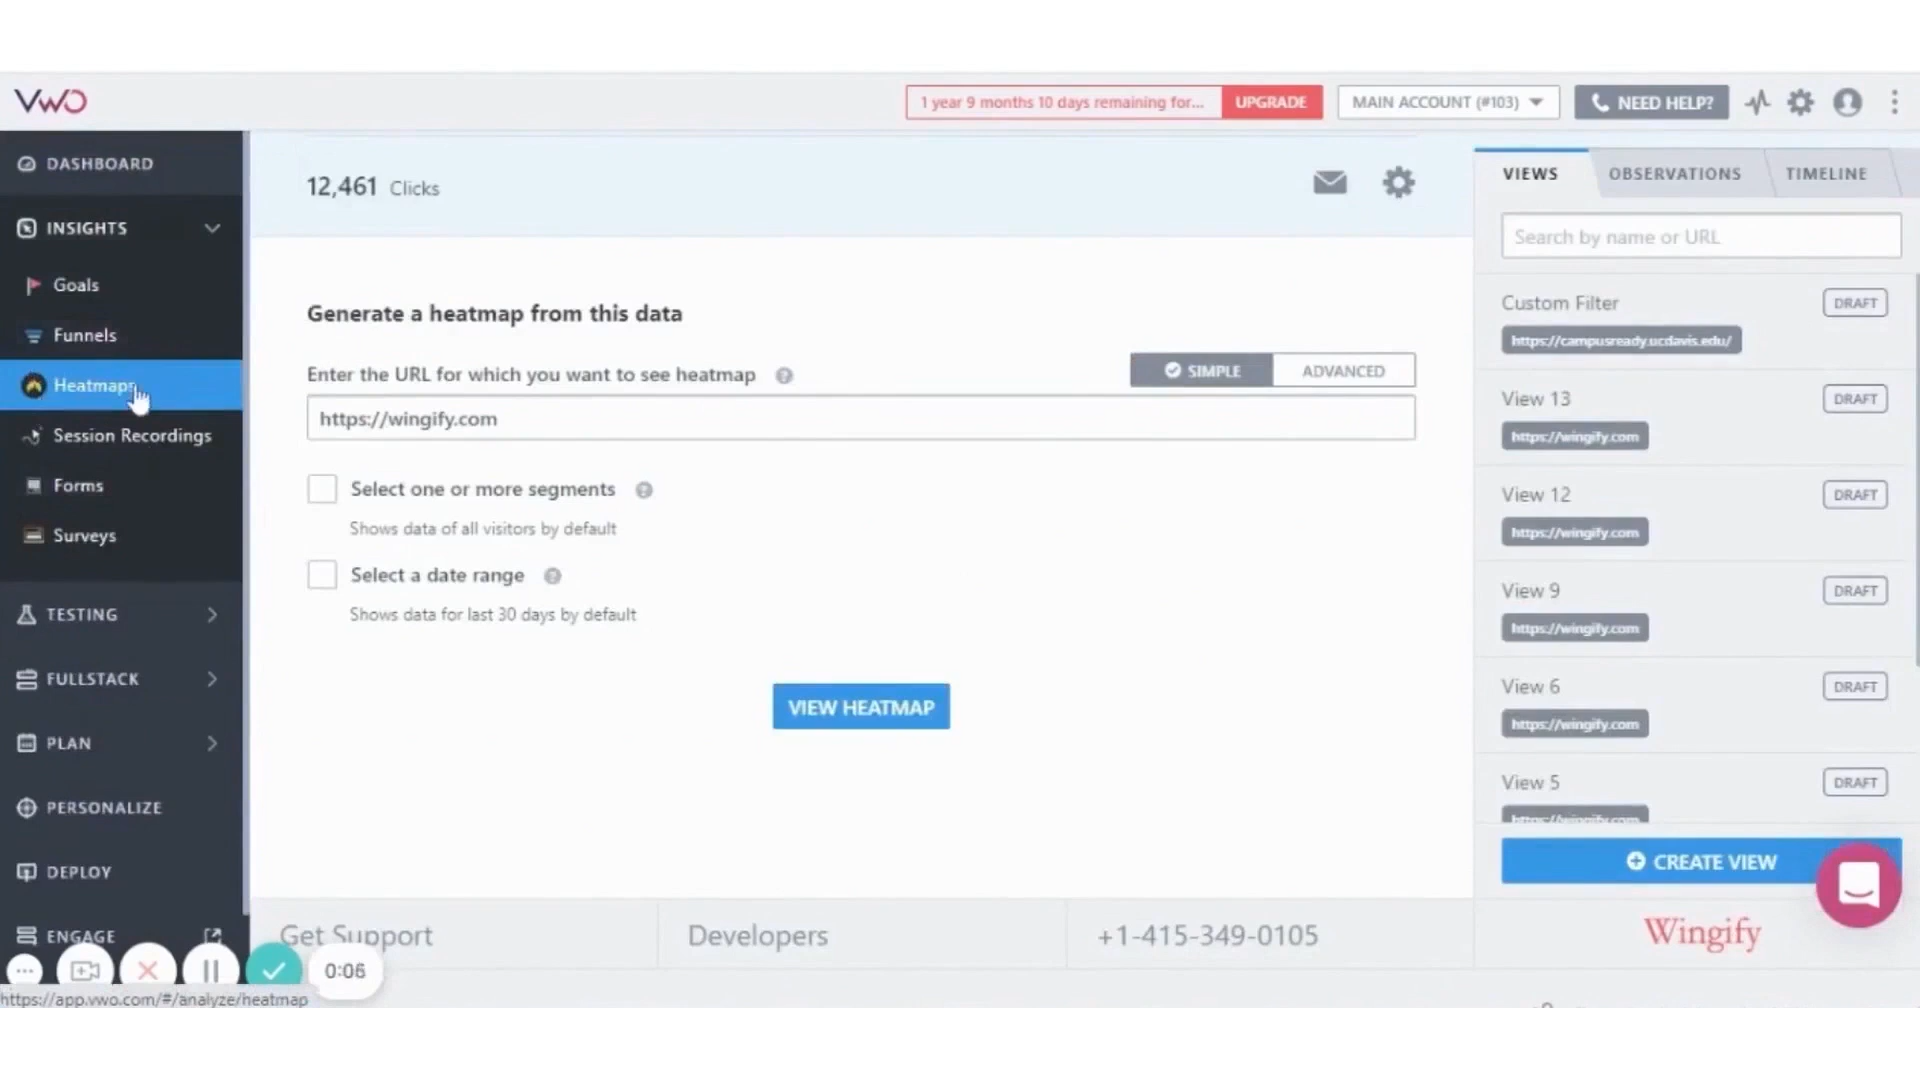 VWO
1 year 9 months 10 days remaining for...
UPGRADE
MAIN ACCOUNT (#103)
NEED HELP?
DASHBOARD
INSIGHTS
Goals
Funnels
Heatmaps
Session Recordings
Forms
Surveys
TESTING
FULLSTACK
PLAN
PERSONALIZE
DEPLOY
ENGAGE
12,461 Clicks
Generate a heatmap from this data
Enter the URL for which you want to see heatmap
SIMPLE
ADVANCED
https://wingify.com
Select one or more segments
Shows data of all visitors by default
Select a date range
Shows data for last 30 days by default
VIEW HEATMAP
VIEWS
OBSERVATIONS
TIMELINE
Search by name or URL
Custom Filter
DRAFT
https://campusready.ucdavis.edu/
View 13
DRAFT
https://wingify.com
View 12
DRAFT
https://wingify.com
View 9
DRAFT
https://wingify.com
View 6
DRAFT
https://wingify.com
View 5
DRAFT
https://wingify.com
CREATE VIEW
Get Support
Developers
+1-415-349-0105
Wingify
0:06
https://app.vwo.com/#/analyze/heatmap